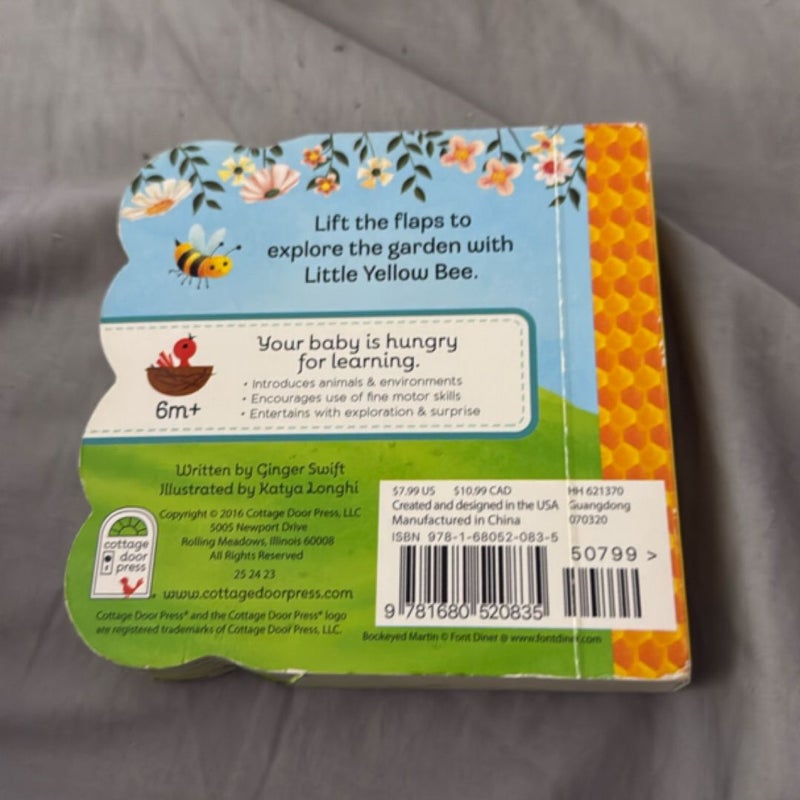 Lift the flaps to
explore the garden with
Little Yellow Bee.
Your baby is hungry
for learning.
• Introduces animals & environments
• Encourages use of fine motor skills
• Entertains with exploration & surprise
6m+
Written by Ginger Swift
Illustrated by Katya Longhi
Copyright © 2016 Cottage Door Press, LLC
5005 Newport Drive
Rolling Meadows, Illinois 60008
All Rights Reserved
25 24 23
www.cottagedoorpress.com
cottage
door
press
Cottage Door Press® and the Cottage Door Press® logo
are registered trademarks of Cottage Door Press, LLC.
$7.99 US $10.99 CAD HH 621370
Created and designed in the USA Guangdong
Manufactured in China 070320
ISBN 978-1-68052-083-5
50799 >
9 781680 520835
Bookeyed Martin © Font Diner @ www.fontdiner.com